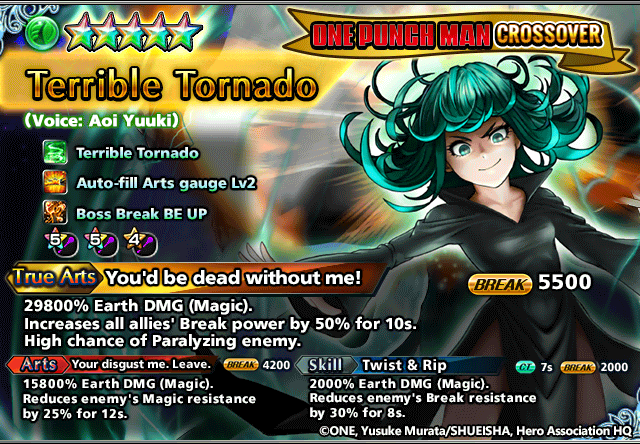 ONE PUNCH MAN CROSSOVER
Terrible Tornado
(Voice: Aoi Yuuki)
Terrible Tornado
Auto-fill Arts gauge Lv2
Boss Break BE UP
5 5 4
True Arts You'd be dead without me!
BREAK 5500
29800% Earth DMG (Magic).
Increases all allies' Break power by 50% for 10s.
High chance of Paralyzing enemy.
Arts Your disgust me. Leave. BREAK 4200
15800% Earth DMG (Magic).
Reduces enemy's Magic resistance
by 25% for 12s.
Skill Twist & Rip CT 7s BREAK 2000
2000% Earth DMG (Magic).
Reduces enemy's Break resistance
by 30% for 8s.
©ONE, Yusuke Murata/SHUEISHA, Hero Association HQ